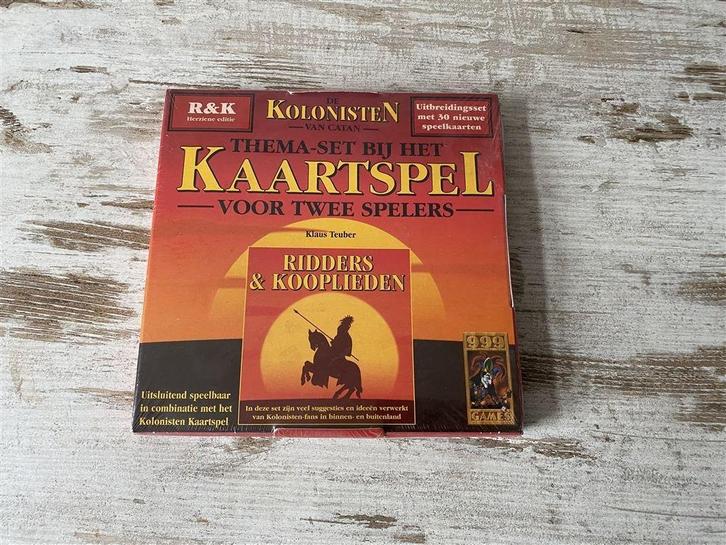 R&K
Herziene editie
DE
KOLONISTEN
VAN CATAN
Uitbreidingsset
met 30 nieuwe
speelkaarten
THEMA-SET BIJ HET
KAARTSPEL
VOOR TWEE SPELERS
Klaus Teuber
RIDDERS
& KOOPLIEDEN
Uitsluitend speelbaar
in combinatie met het
Kolonisten Kaartspel
In deze set zijn veel suggesties en ideeën verwerkt
van Kolonisten-fans in binnen- en buitenland
999
GAMES